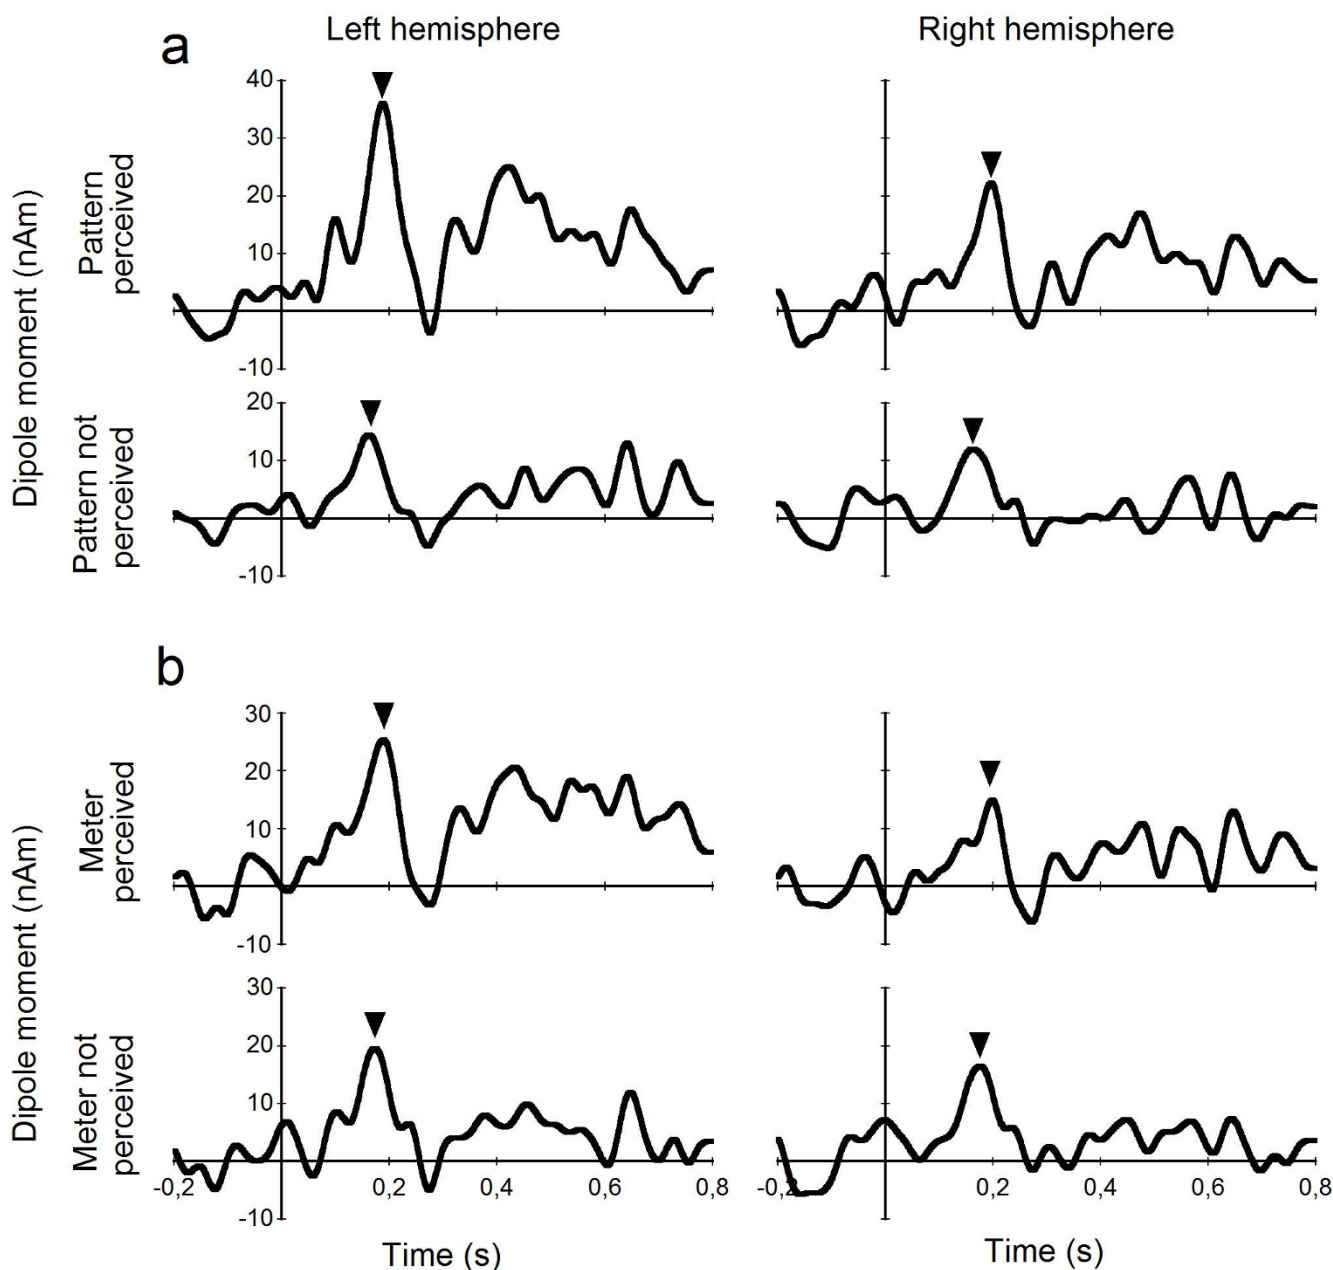 a
Left hemisphere
Right hemisphere
Dipole moment (nAm)
Pattern
perceived
40
30
20
10
-10
Pattern not
perceived
20
10
-10
b
Dipole moment (nAm)
Meter
perceived
30
20
10
-10
Meter not
perceived
30
20
10
-10
-0,2
0,2
0,4
0,6
0,8
-0,2
0,2
0,4
0,6
0,8
Time (s)
Time (s)